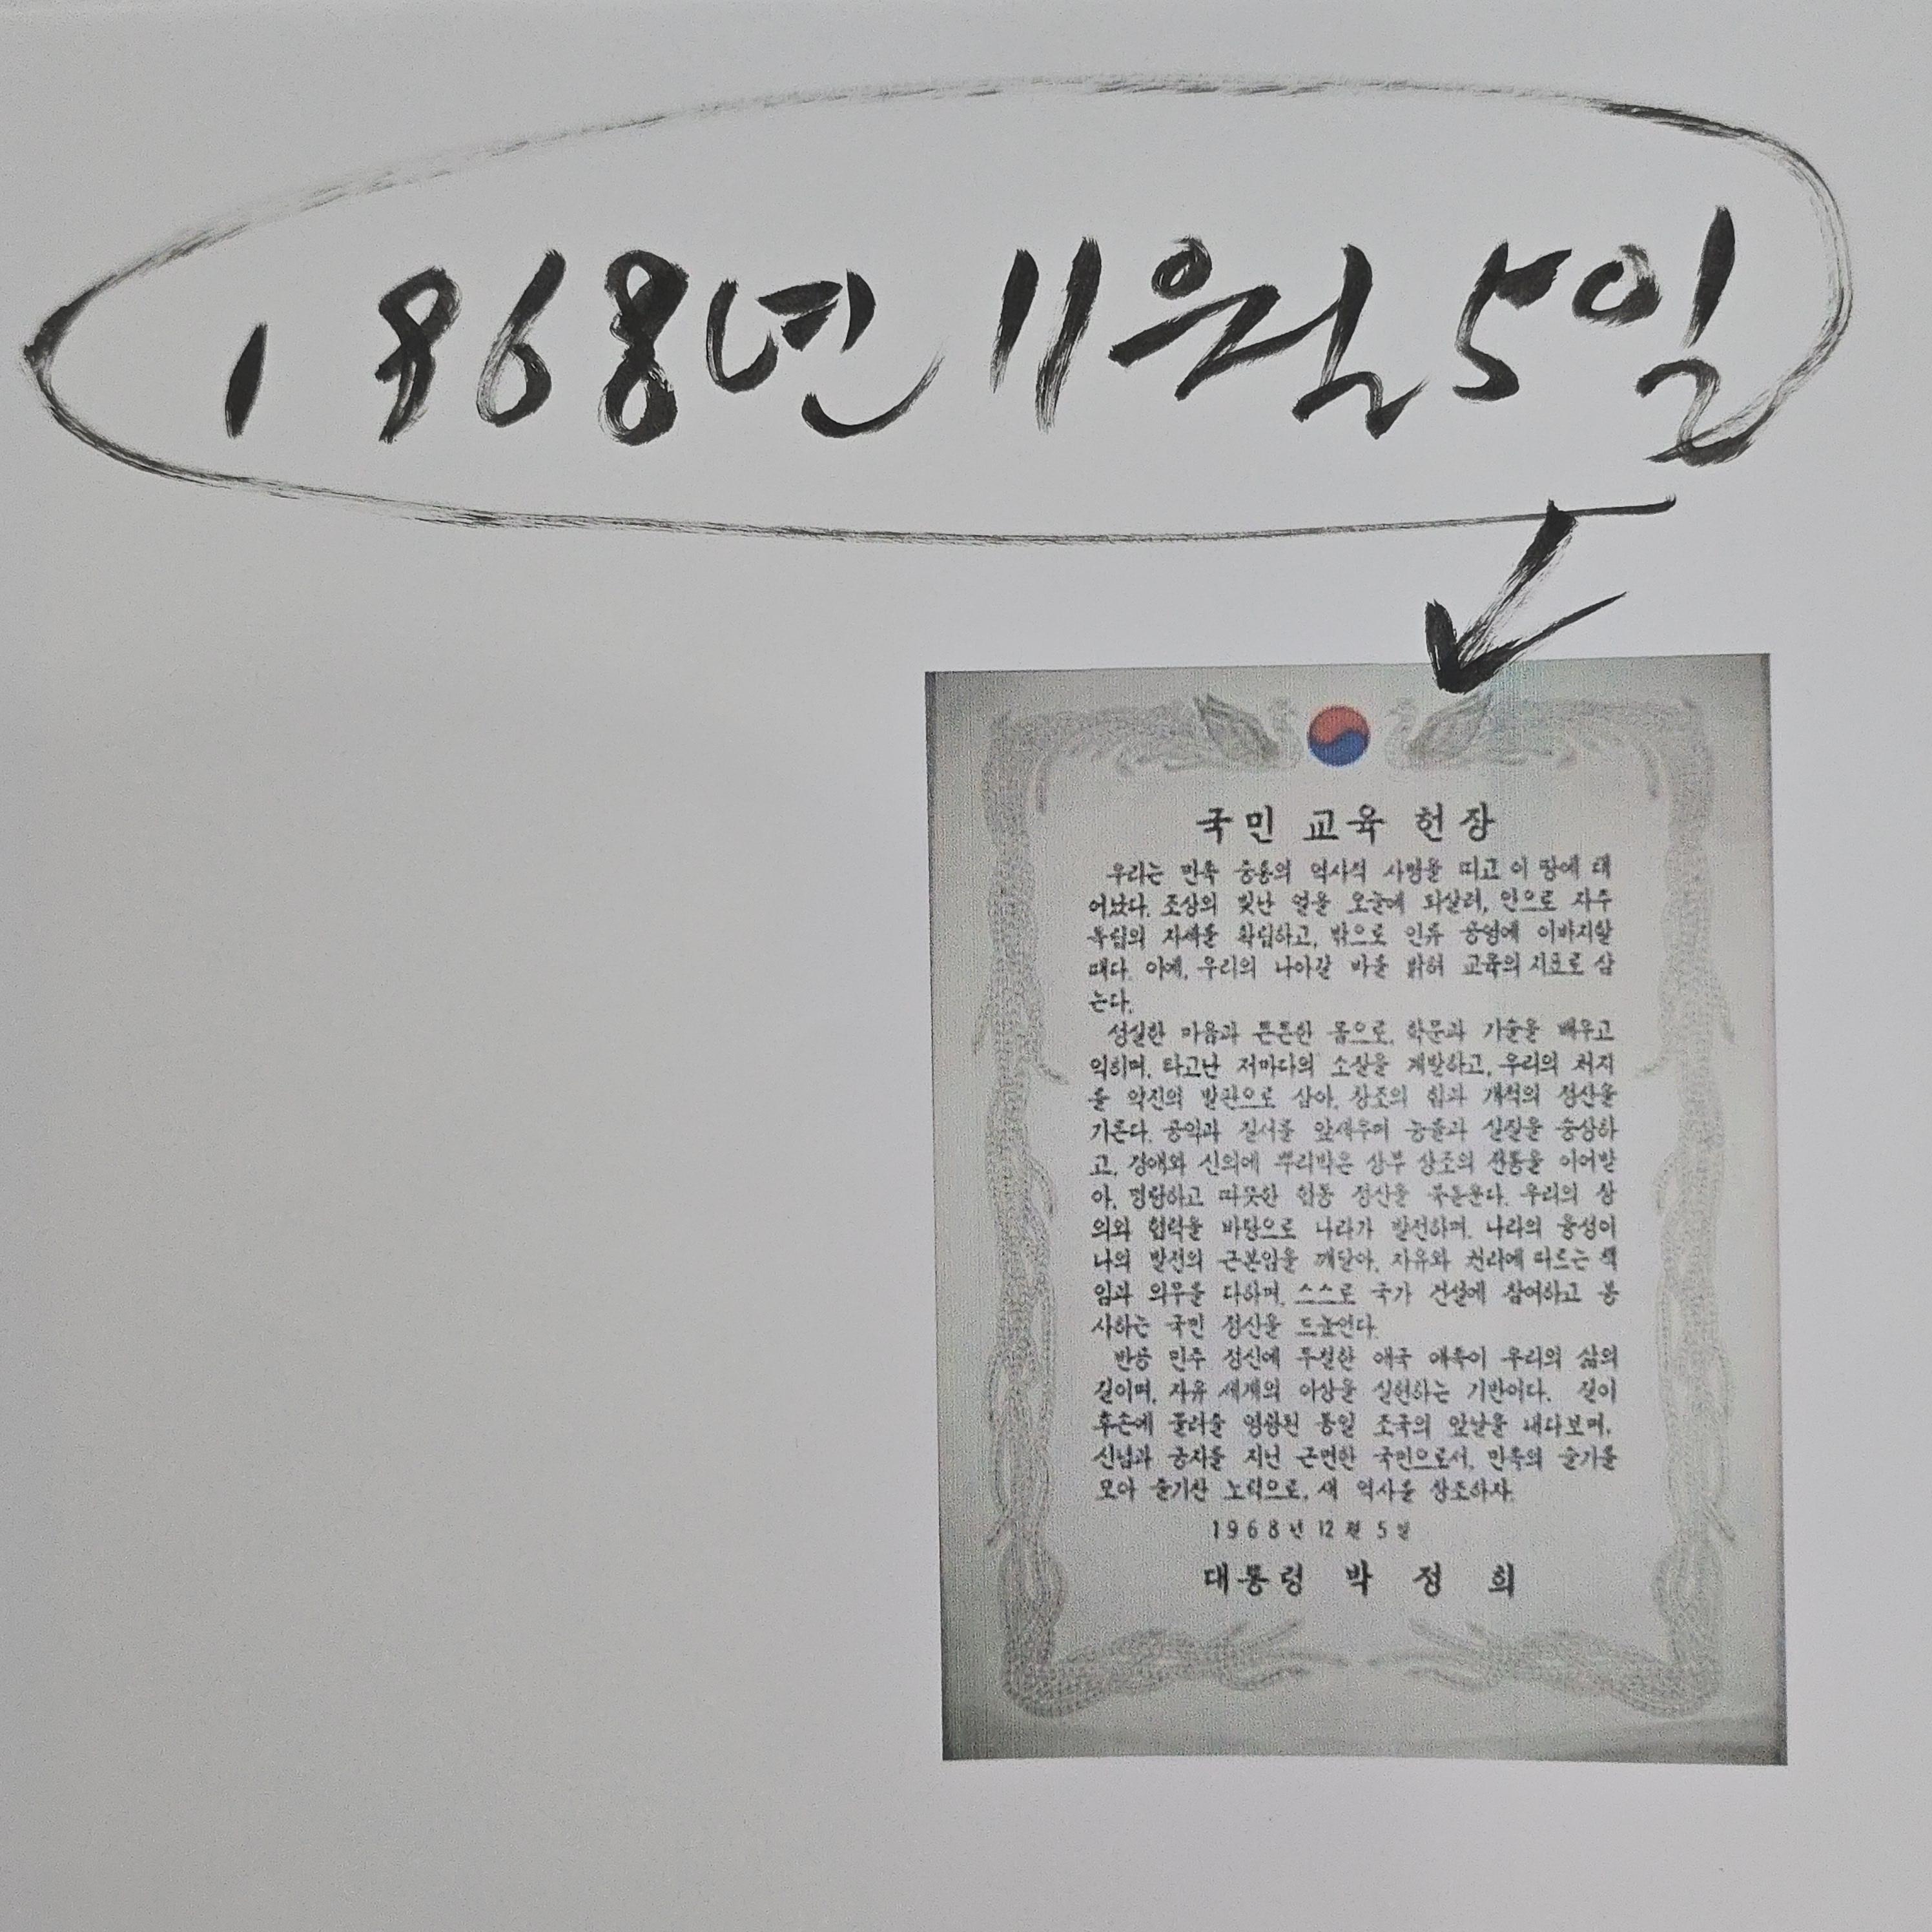 1868년 11월 5일
국민 교육 헌장
우리는 민족 중흥의 역사적 사명을 띠고 이 땅에 태
어났다. 조상의 빛난 얼을 오늘에 되살려, 안으로 자주
독립의 자세를 확립하고, 밖으로 인류 공영에 이바지할
때다. 이에, 우리의 나아갈 바를 밝혀 교육의 지표로 삼
는다.
성실한 마음과 튼튼한 몸으로, 학문과 기술을 배우고
익히며, 타고난 저마다의 소질을 계발하고, 우리의 처지
를 약진의 발판으로 삼아, 창조의 힘과 개척의 정신을
기른다. 공익과 질서를 앞세우며 능률과 실질을 숭상하
고, 경애와 신의에 뿌리박은 상부 상조의 전통을 이어받
아, 명랑하고 따뜻한 협동 정신을 북돋운다. 우리의 창
의와 협력을 바탕으로 나라가 발전하며, 나라의 융성이
나의 발전의 근본임을 깨달아, 자유와 권리에 따르는 책
임과 의무를 다하며, 스스로 국가 건설에 참여하고 봉
사하는 국민 정신을 드높인다.
반공 민주 정신에 투철한 애국 애족이 우리의 삶의
길이며, 자유 세계의 이상을 실현하는 기반이다. 길이
후손에 물려줄 영광된 통일 조국의 앞날을 내다보며,
신념과 긍지를 지닌 근면한 국민으로서, 민족의 슬기를
모아 줄기찬 노력으로, 새 역사를 창조하자.
1968년 12월 5일
대통령 박 정 희